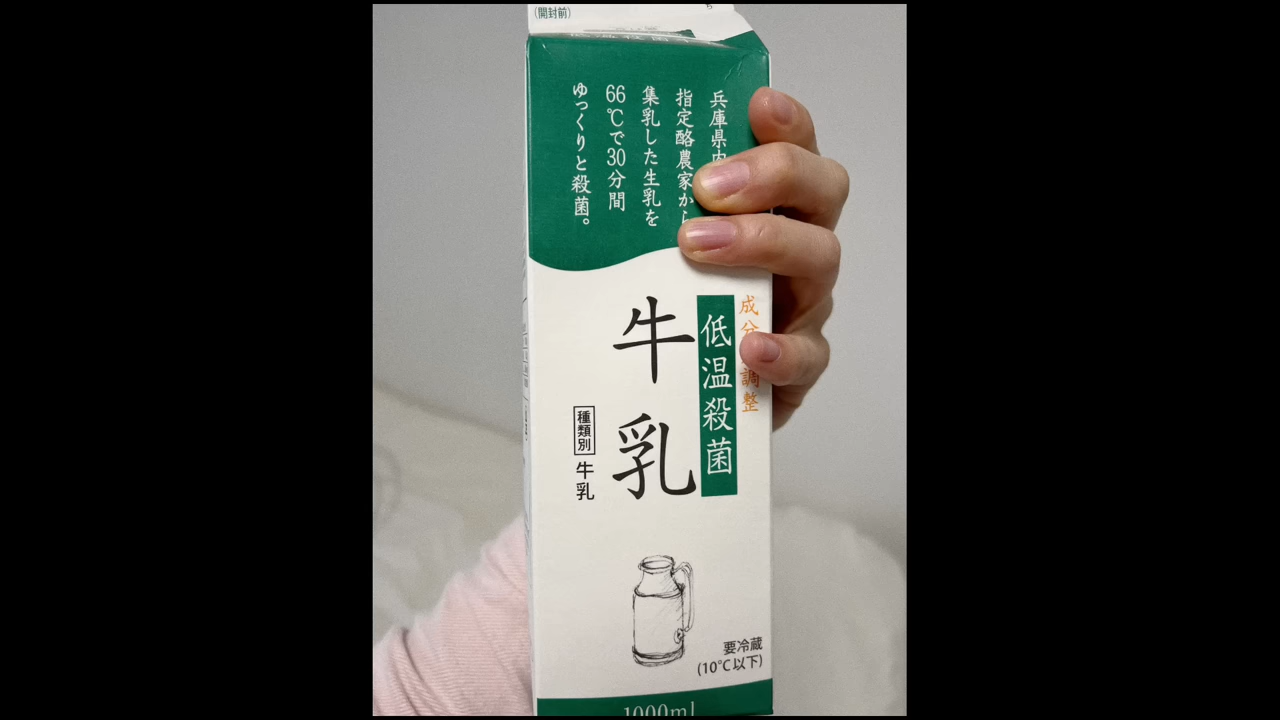 (開封前)
兵庫県内
指定酪農家から
集乳した生乳を
66℃で30分間
ゆっくりと殺菌。
成分 調整
低温殺菌
牛乳
種類別
牛乳
要冷蔵
(10℃以下)
1000ml